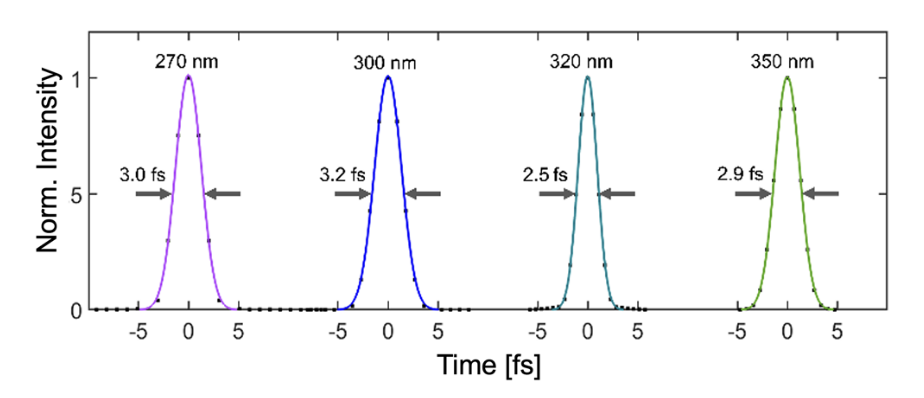 270 nm
300 nm
320 nm
350 nm
1
3.0 fs
3.2 fs
2.5 fs
2.9 fs
5
0
-5 0 5 -5 0 5 -5 0 5 -5 0 5
Norm. Intensity
Time [fs]